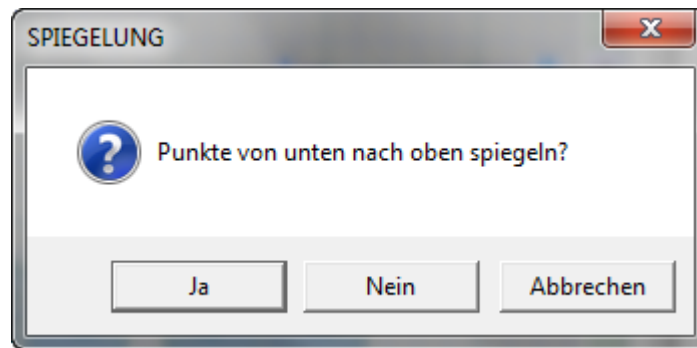 SPIEGELUNG
Punkte von unten nach oben spiegeln?
Ja
Nein
Abbrechen